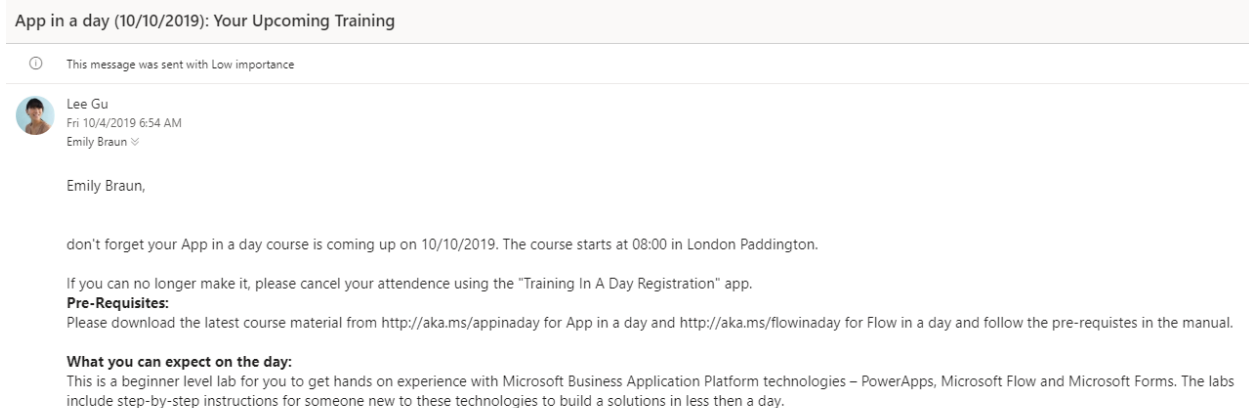 App in a day (10/10/2019): Your Upcoming Training
This message was sent with Low importance
Lee Gu
Fri 10/4/2019 6:54 AM
Emily Braun
Emily Braun,
don't forget your App in a day course is coming up on 10/10/2019. The course starts at 08:00 in London Paddington.
If you can no longer make it, please cancel your attendence using the "Training In A Day Registration" app.
Pre-Requisites:
Please download the latest course material from http://aka.ms/appinaday for App in a day and http://aka.ms/flowinaday for Flow in a day and follow the pre-requistes in the manual.
What you can expect on the day:
This is a beginner level lab for you to get hands on experience with Microsoft Business Application Platform technologies – PowerApps, Microsoft Flow and Microsoft Forms. The labs
include step-by-step instructions for someone new to these technologies to build a solutions in less then a day.